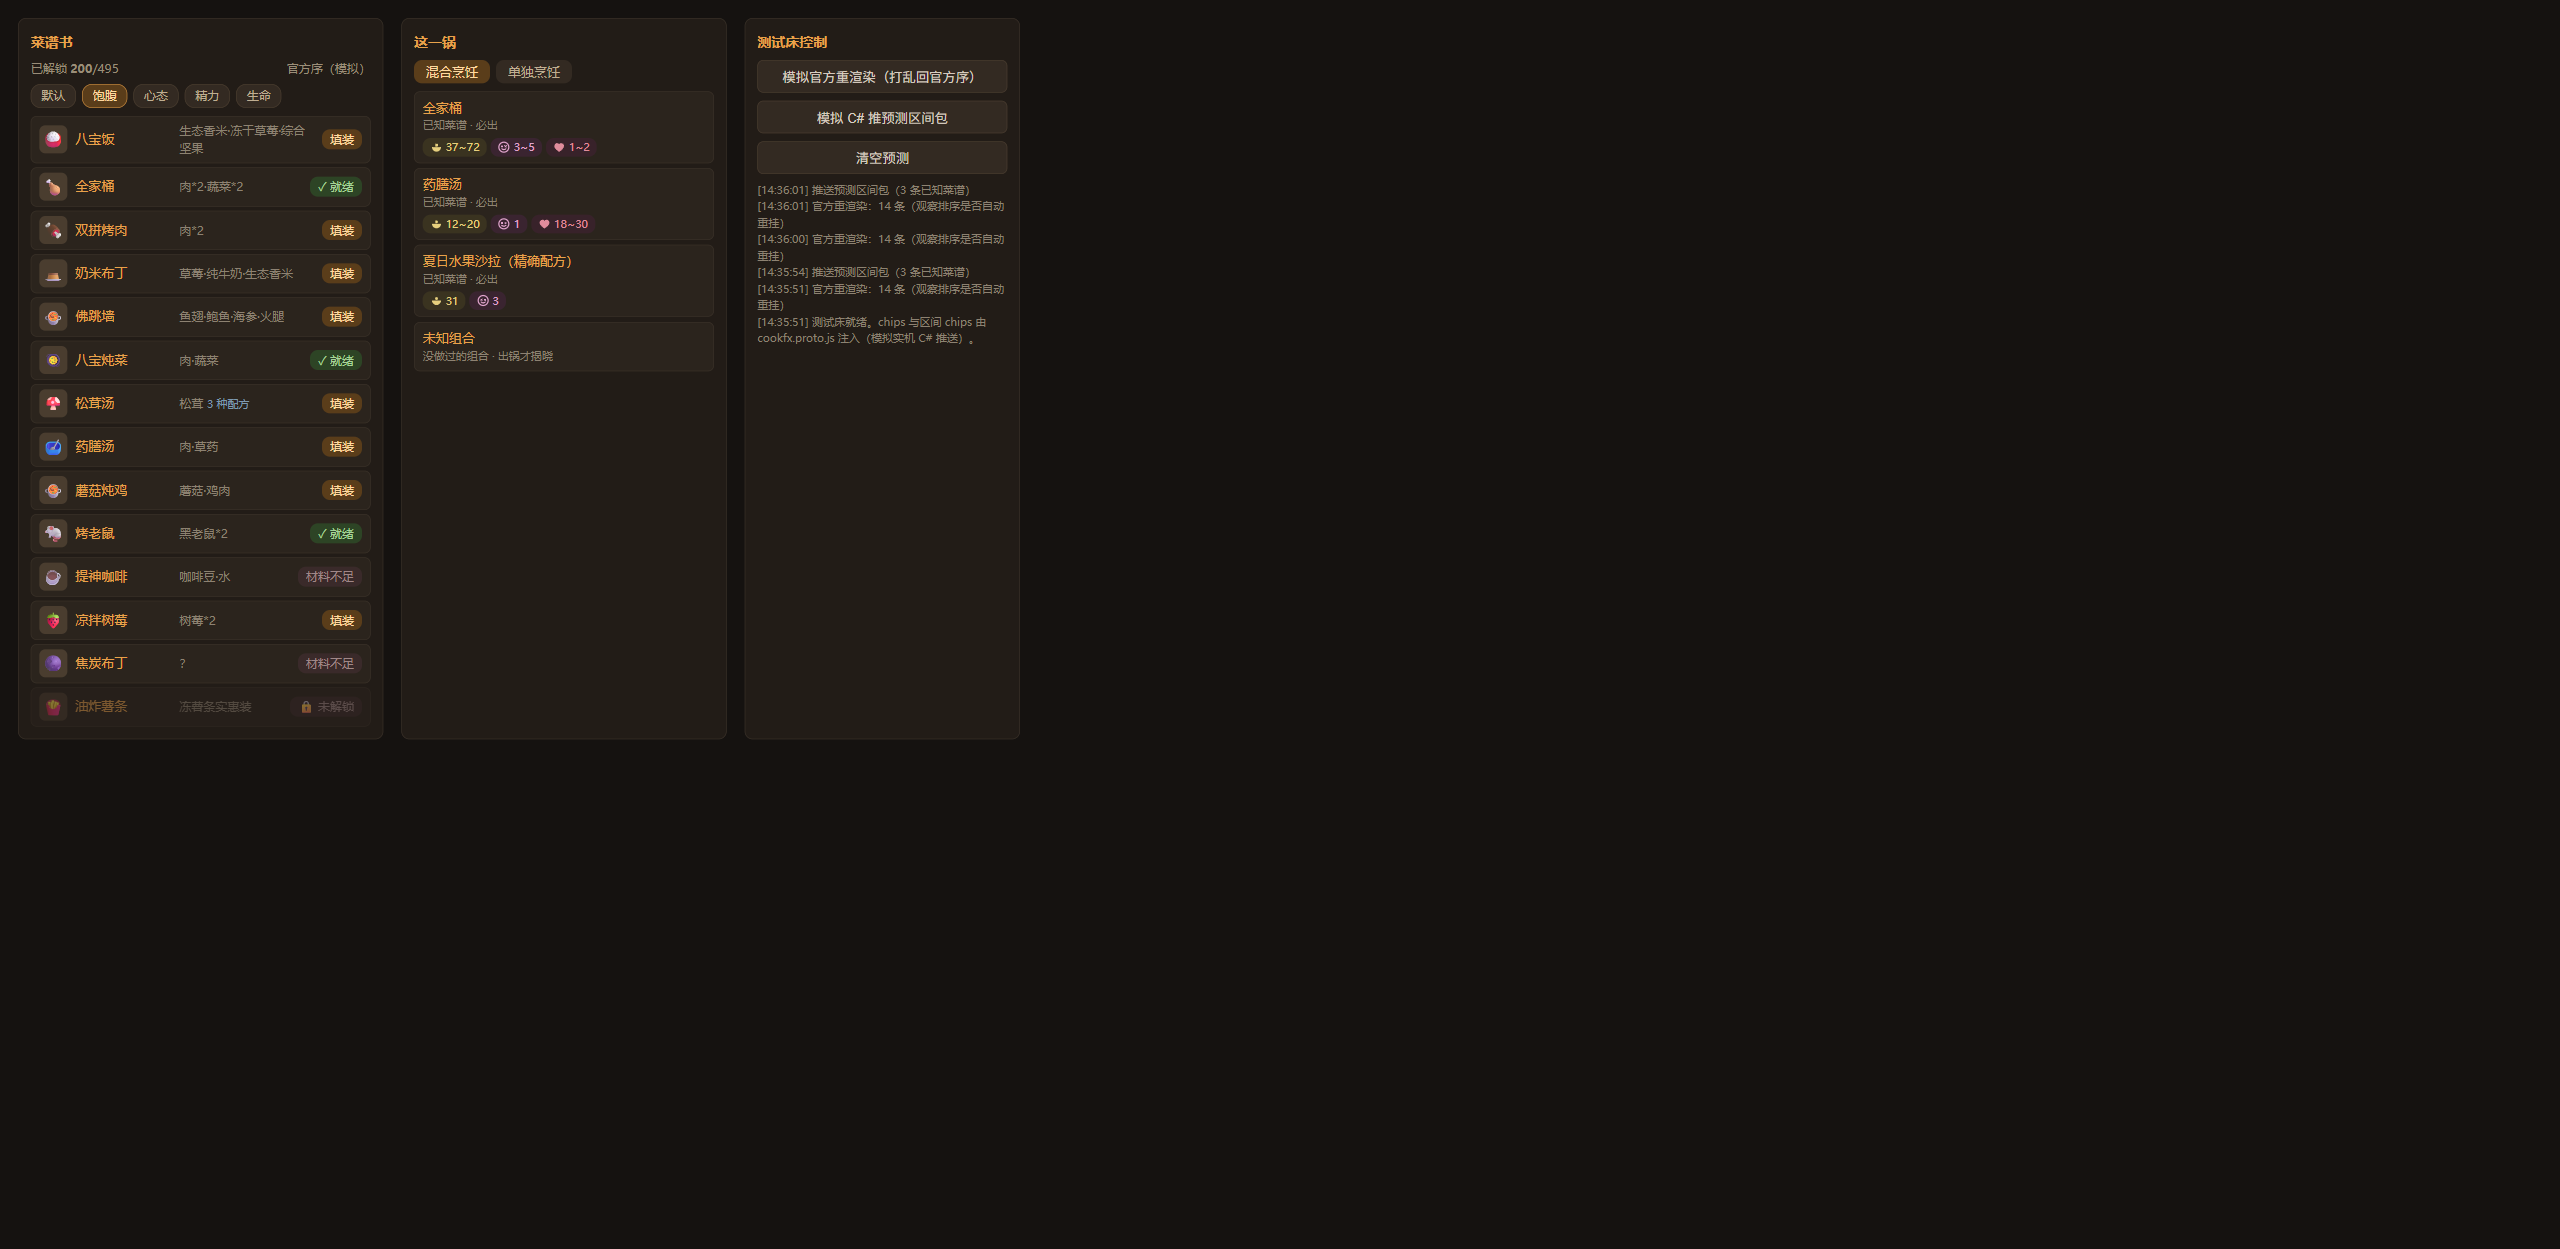 菜谱书
已解锁 200/495
官方序（模拟）
默认
饱腹
心态
精力
生命
八宝饭
生态香米·冻干草莓·综合
坚果
填装
全家桶
肉*2·蔬菜*2
✓ 就绪
双拼烤肉
肉*2
填装
奶米布丁
草莓·纯牛奶·生态香米
填装
佛跳墙
鱼翅·鲍鱼·海参·火腿
填装
八宝炖菜
肉·蔬菜
✓ 就绪
松茸汤
松茸 3 种配方
填装
药膳汤
肉·草药
填装
蘑菇炖鸡
蘑菇·鸡肉
填装
烤老鼠
黑老鼠*2
✓ 就绪
提神咖啡
咖啡豆·水
材料不足
凉拌树莓
树莓*2
填装
焦炭布丁
?
材料不足
油炸薯条
冻薯条实惠装
未解锁
这一锅
混合烹饪
单独烹饪
全家桶
已知菜谱 · 必出
37~72
3~5
1~2
药膳汤
已知菜谱 · 必出
12~20
1
18~30
夏日水果沙拉（精确配方）
已知菜谱 · 必出
31
3
未知组合
没做过的组合 · 出锅才揭晓
测试床控制
模拟官方重渲染（打乱回官方序）
模拟 C# 推预测区间包
清空预测
[14:36:01] 推送预测区间包（3 条已知菜谱）
[14:36:01] 官方重渲染：14 条（观察排序是否自动
重挂）
[14:36:00] 官方重渲染：14 条（观察排序是否自动
重挂）
[14:35:54] 推送预测区间包（3 条已知菜谱）
[14:35:51] 官方重渲染：14 条（观察排序是否自动
重挂）
[14:35:51] 测试床就绪。chips 与区间 chips 由
cookfx.proto.js 注入（模拟实机 C# 推送）。